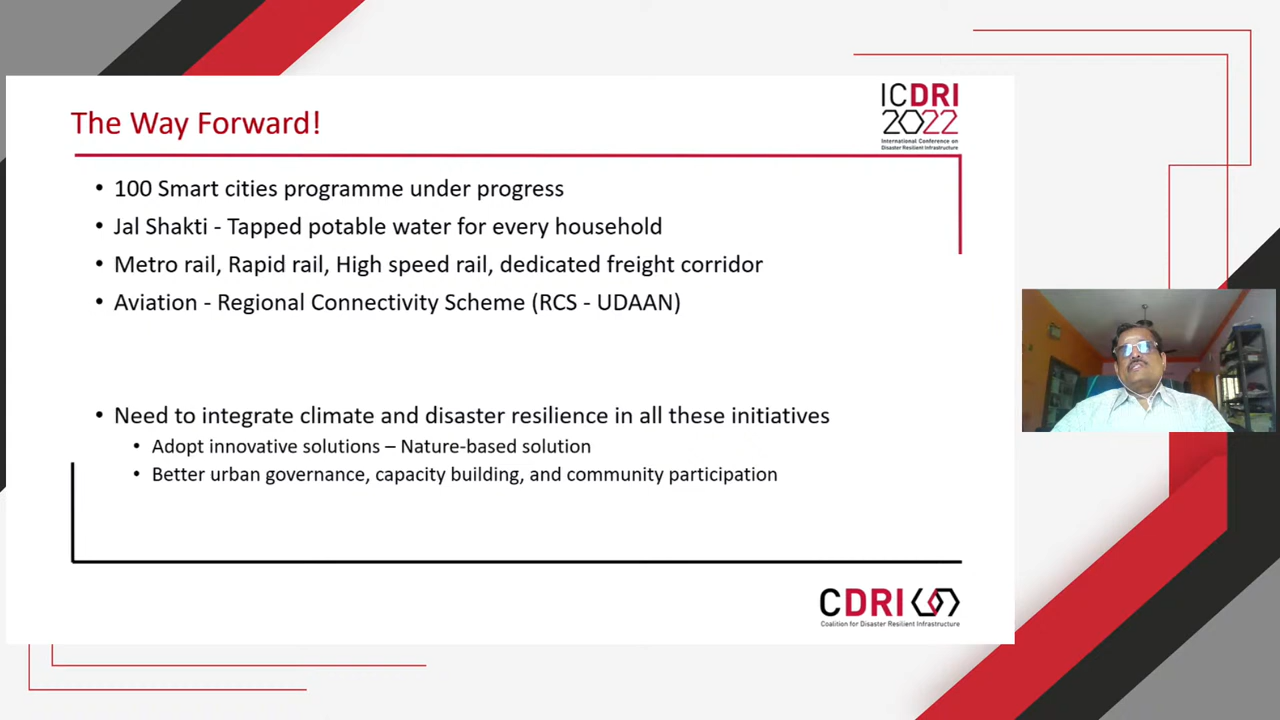 The Way Forward!
ICDRI
2022
International Conference on
Disaster Resilient Infrastructure
• 100 Smart cities programme under progress
• Jal Shakti - Tapped potable water for every household
• Metro rail, Rapid rail, High speed rail, dedicated freight corridor
• Aviation - Regional Connectivity Scheme (RCS - UDAAN)
• Need to integrate climate and disaster resilience in all these initiatives
• Adopt innovative solutions – Nature-based solution
• Better urban governance, capacity building, and community participation
CDRI
Coalition for Disaster Resilient Infrastructure